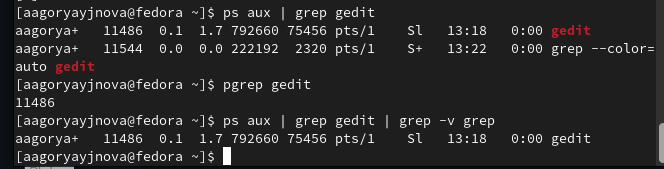 [aagoryayjnova@fedora ~]$ ps aux | grep gedit
aagorya+   11486  0.1  1.7 792660 75456 pts/1    Sl   13:18   0:00 gedit
aagorya+   11544  0.0  0.0 222192  2320 pts/1    S+   13:22   0:00 grep --color=
auto gedit
[aagoryayjnova@fedora ~]$ pgrep gedit
11486
[aagoryayjnova@fedora ~]$ ps aux | grep gedit | grep -v grep
aagorya+   11486  0.1  1.7 792660 75456 pts/1    Sl   13:18   0:00 gedit
[aagoryayjnova@fedora ~]$